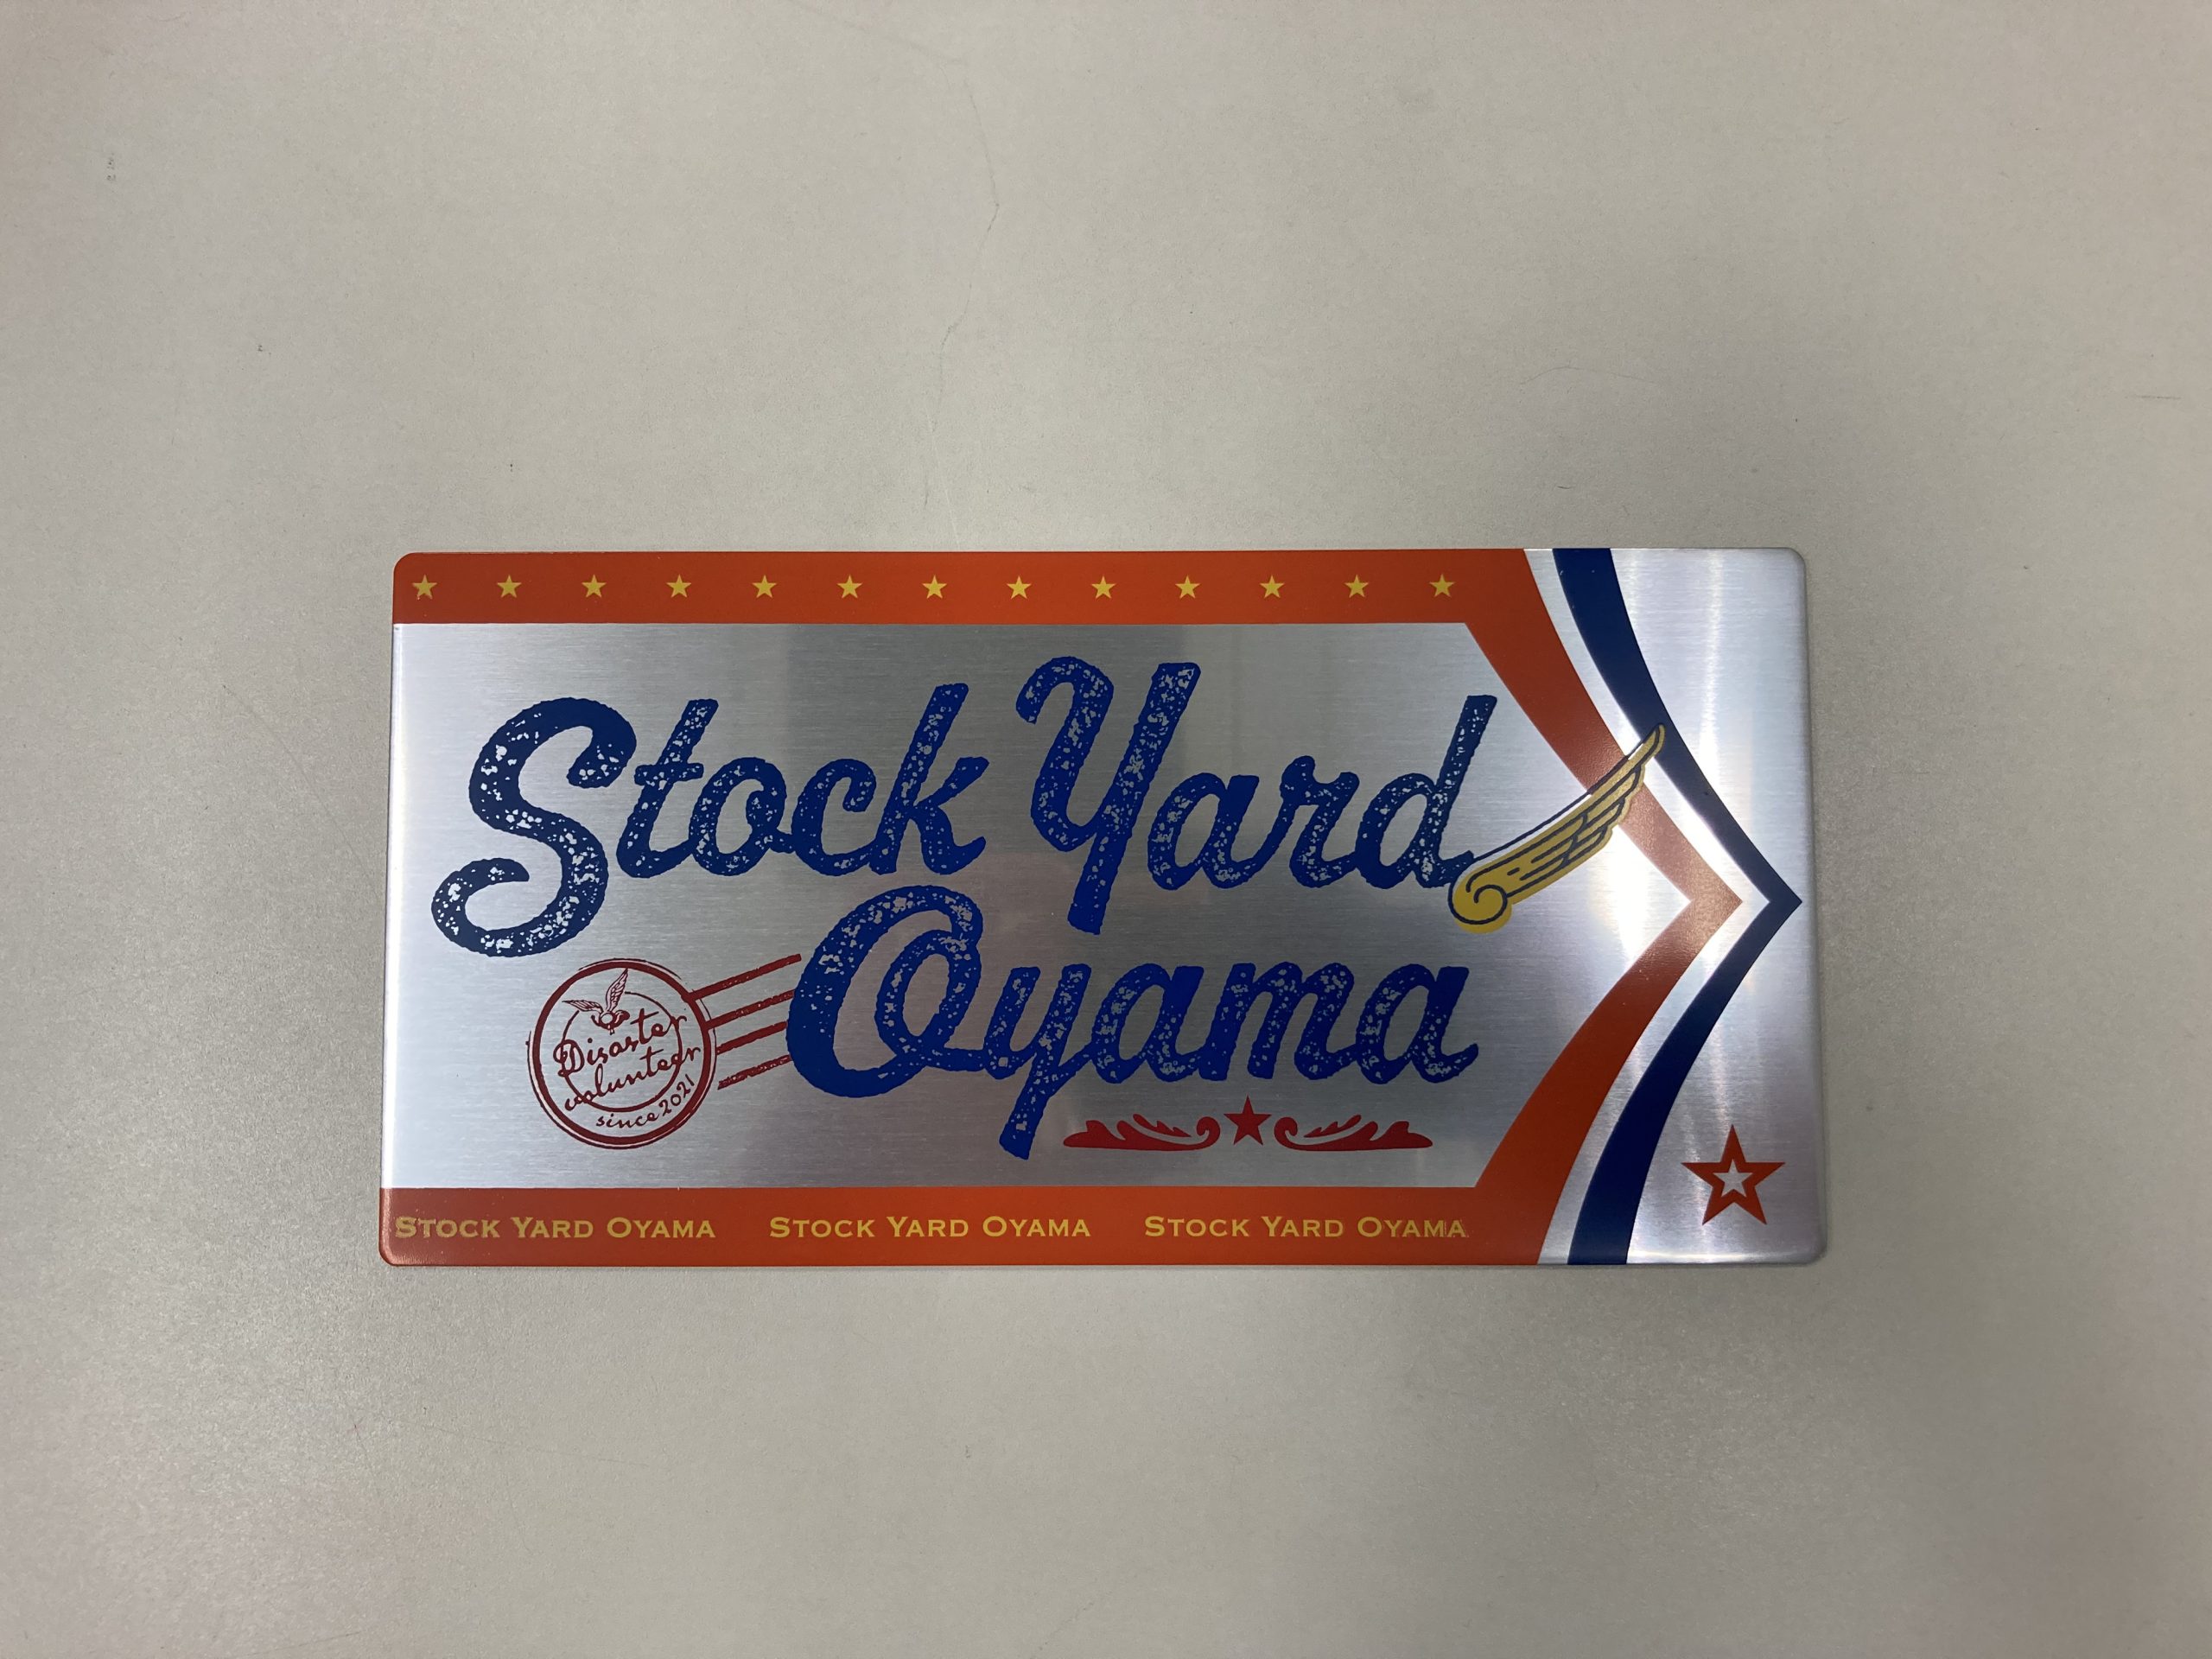 Stock Yard
Oyama
Disaster
volunteer
since 2021
STOCK YARD OYAMA STOCK YARD OYAMA STOCK YARD OYAMA